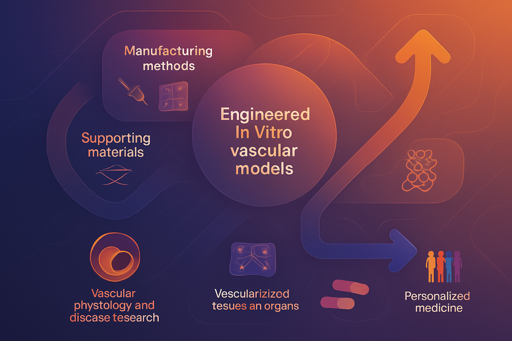 Manufacturing
methods
Engineered
In Vitro
vascular
models
Supporting
materials
Vascular
phystology and
discase tesearch
Vescularizized
tesues an organs
Personalized
medicine